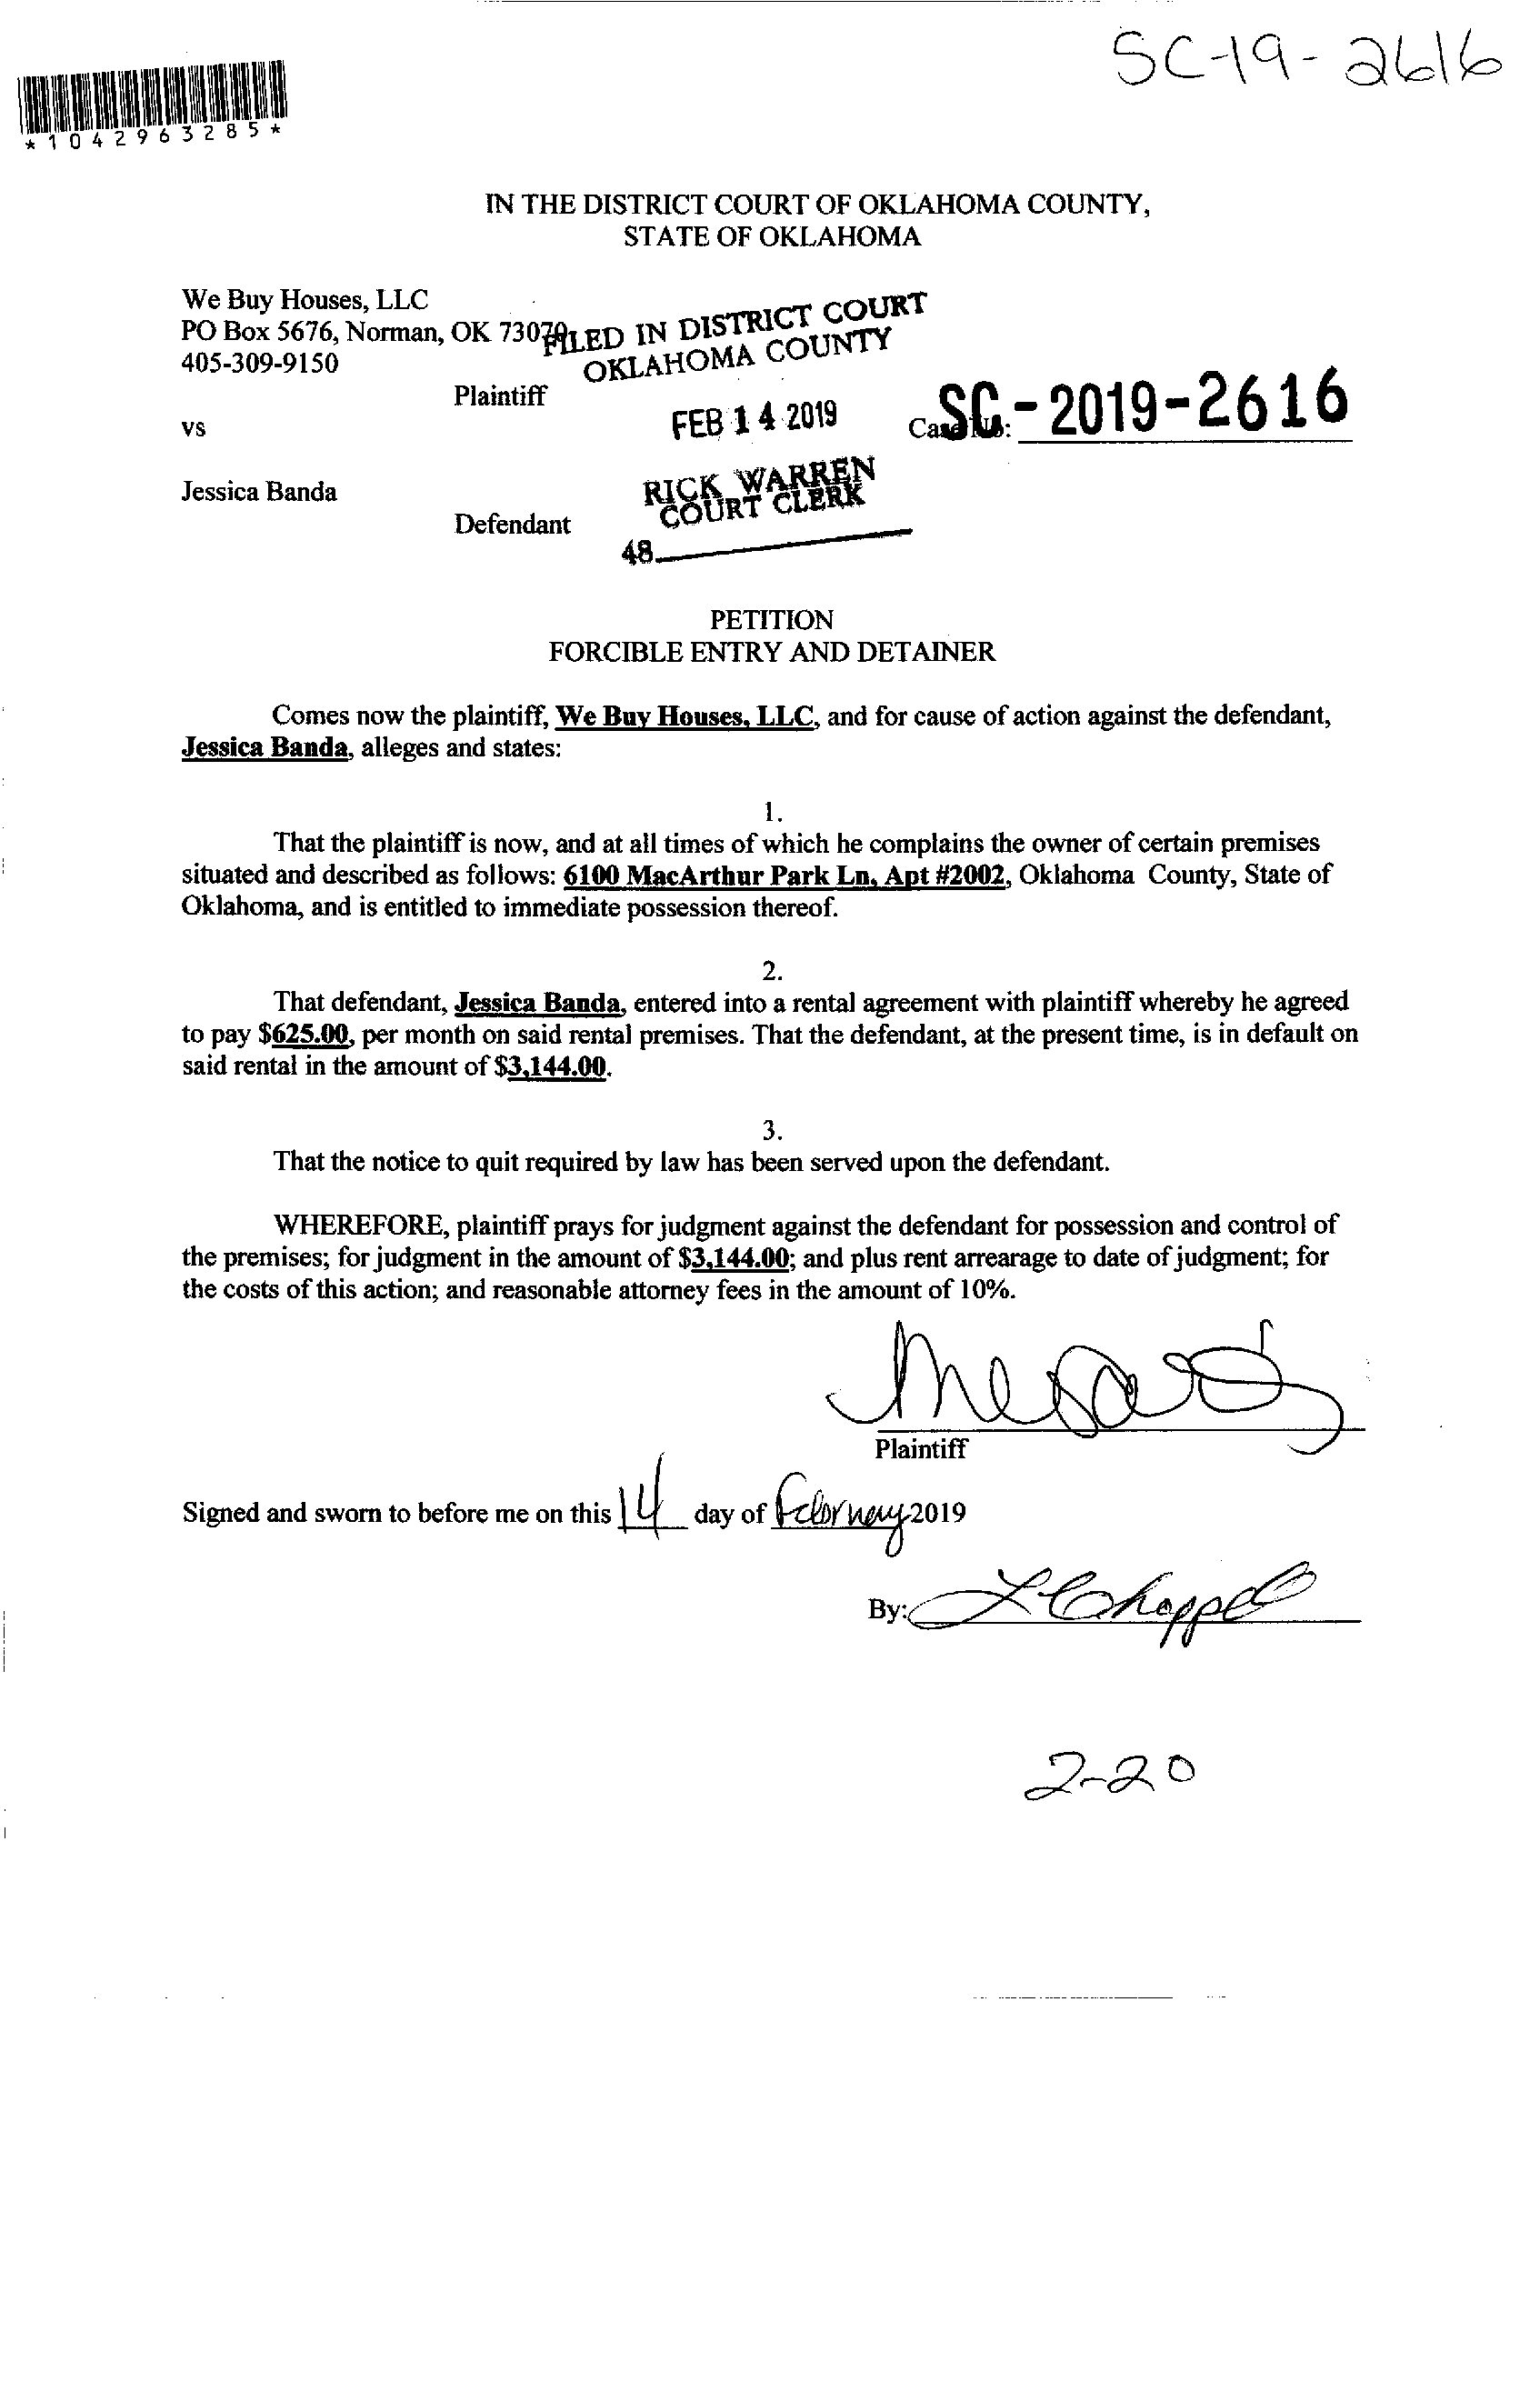 SC-19-2616
*1042963285*
IN THE DISTRICT COURT OF OKLAHOMA COUNTY,
STATE OF OKLAHOMA
We Buy Houses, LLC
PO Box 5676, Norman, OK 73070
405-309-9150
FILED IN DISTRICT COURT
OKLAHOMA COUNTY
Plaintiff
FEB 14 2019
Case No: SC-2019-2616
vs
RICK WARREN
COURT CLERK
Jessica Banda
Defendant
48
PETITION
FORCIBLE ENTRY AND DETAINER
Comes now the plaintiff, We Buy Houses, LLC, and for cause of action against the defendant,
Jessica Banda, alleges and states:
1.
That the plaintiff is now, and at all times of which he complains the owner of certain premises
situated and described as follows: 6100 MacArthur Park Ln, Apt #2002, Oklahoma County, State of
Oklahoma, and is entitled to immediate possession thereof.
2.
That defendant, Jessica Banda, entered into a rental agreement with plaintiff whereby he agreed
to pay $625.00, per month on said rental premises. That the defendant, at the present time, is in default on
said rental in the amount of $3,144.00.
3.
That the notice to quit required by law has been served upon the defendant.
WHEREFORE, plaintiff prays for judgment against the defendant for possession and control of
the premises; for judgment in the amount of $3,144.00; and plus rent arrearage to date of judgment; for
the costs of this action; and reasonable attorney fees in the amount of 10%.
Plaintiff
Signed and sworn to before me on this 14 day of February 2019
By:
2-20